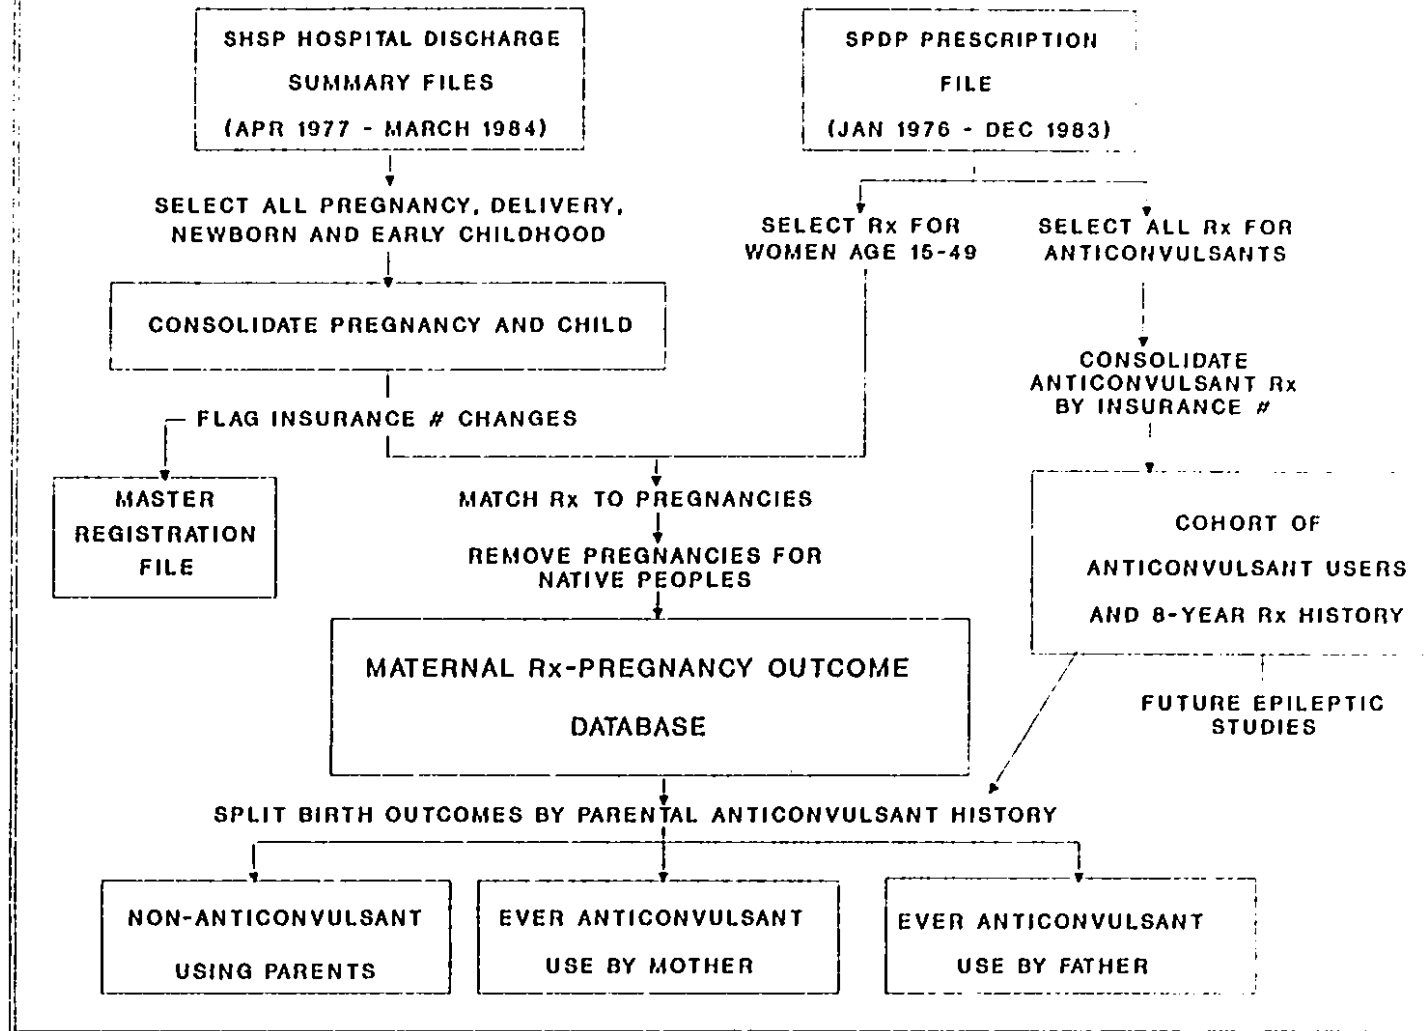 SHSP HOSPITAL DISCHARGE
SUMMARY FILES
(APR 1977 - MARCH 1984)
SPDP PRESCRIPTION
FILE
(JAN 1976 - DEC 1983)
SELECT ALL PREGNANCY, DELIVERY,
NEWBORN AND EARLY CHILDHOOD
SELECT Rx FOR
WOMEN AGE 15-49
SELECT ALL Rx FOR
ANTICONVULSANTS
CONSOLIDATE PREGNANCY AND CHILD
CONSOLIDATE
ANTICONVULSANT Rx
BY INSURANCE #
FLAG INSURANCE # CHANGES
MASTER
REGISTRATION
FILE
MATCH Rx TO PREGNANCIES
REMOVE PREGNANCIES FOR
NATIVE PEOPLES
COHORT OF
ANTICONVULSANT USERS
AND 8-YEAR Rx HISTORY
MATERNAL Rx-PREGNANCY OUTCOME
DATABASE
FUTURE EPILEPTIC
STUDIES
SPLIT BIRTH OUTCOMES BY PARENTAL ANTICONVULSANT HISTORY
NON-ANTICONVULSANT
USING PARENTS
EVER ANTICONVULSANT
USE BY MOTHER
EVER ANTICONVULSANT
USE BY FATHER